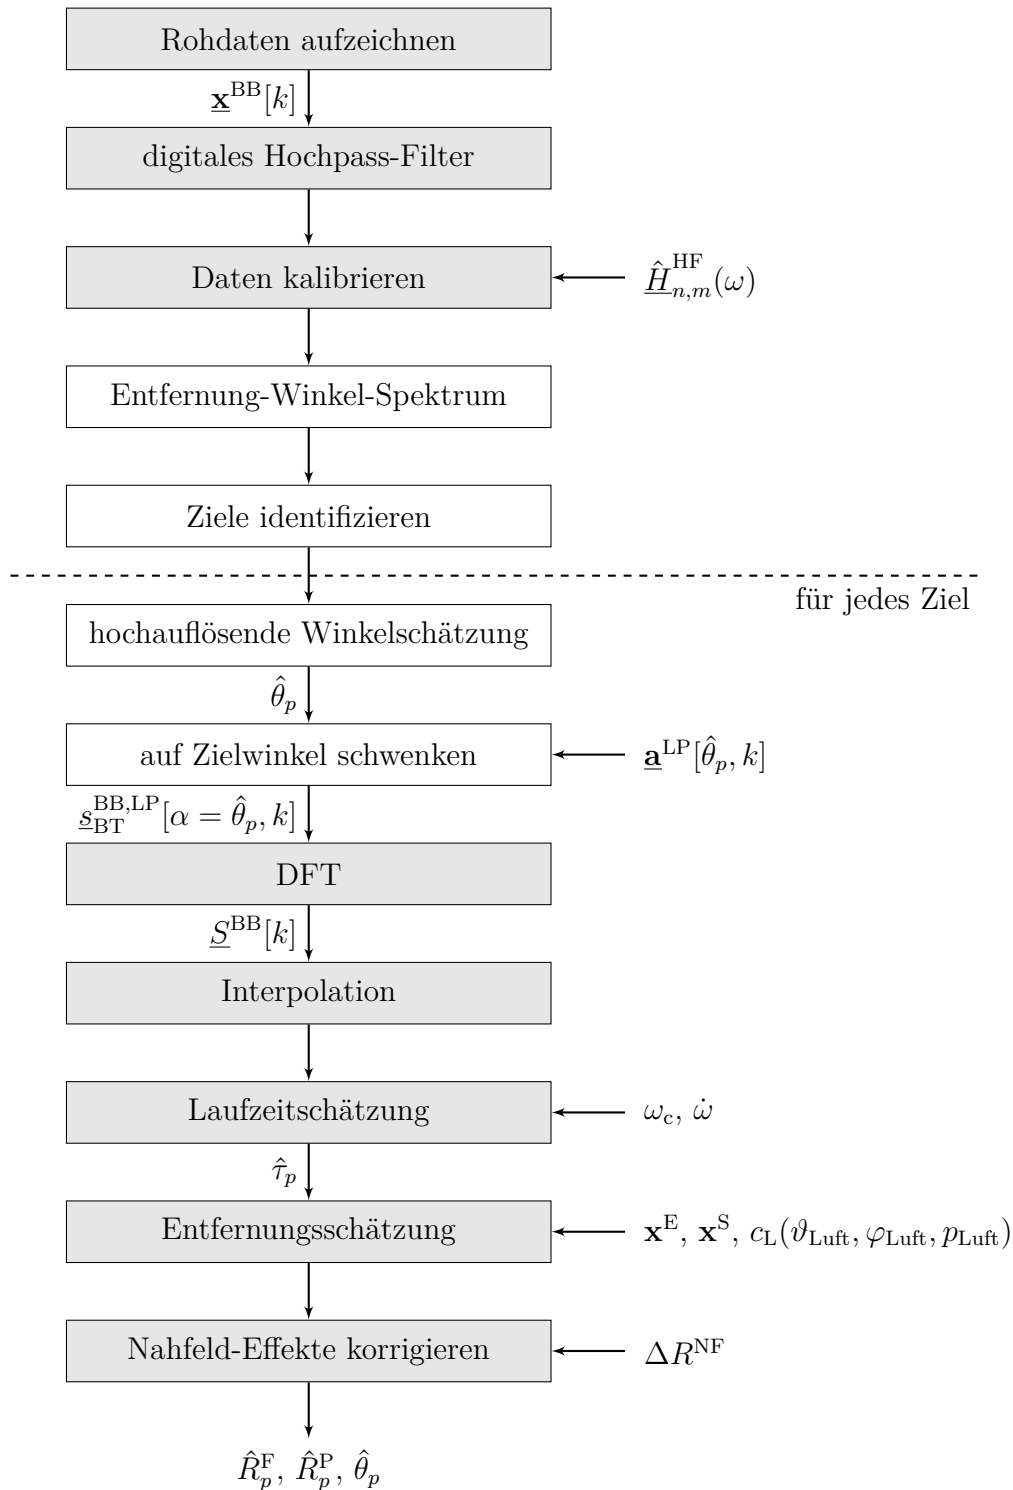 Rohdaten aufzeichnen
x̲^BB[k]
digitales Hochpass-Filter
Daten kalibrieren
Ĥ̲^HF_n,m(ω)
Entfernung-Winkel-Spektrum
Ziele identifizieren
für jedes Ziel
hochauflösende Winkelschätzung
θ̂_p
auf Zielwinkel schwenken
a̲^LP[θ̂_p, k]
s̲^BB,LP_BT[α = θ̂_p, k]
DFT
S̲^BB[k]
Interpolation
Laufzeitschätzung
ω_c, ω̇
τ̂_p
Entfernungsschätzung
x^E, x^S, c_L(ϑ_Luft, φ_Luft, p_Luft)
Nahfeld-Effekte korrigieren
ΔR^NF
R̂^F_p, R̂^P_p, θ̂_p